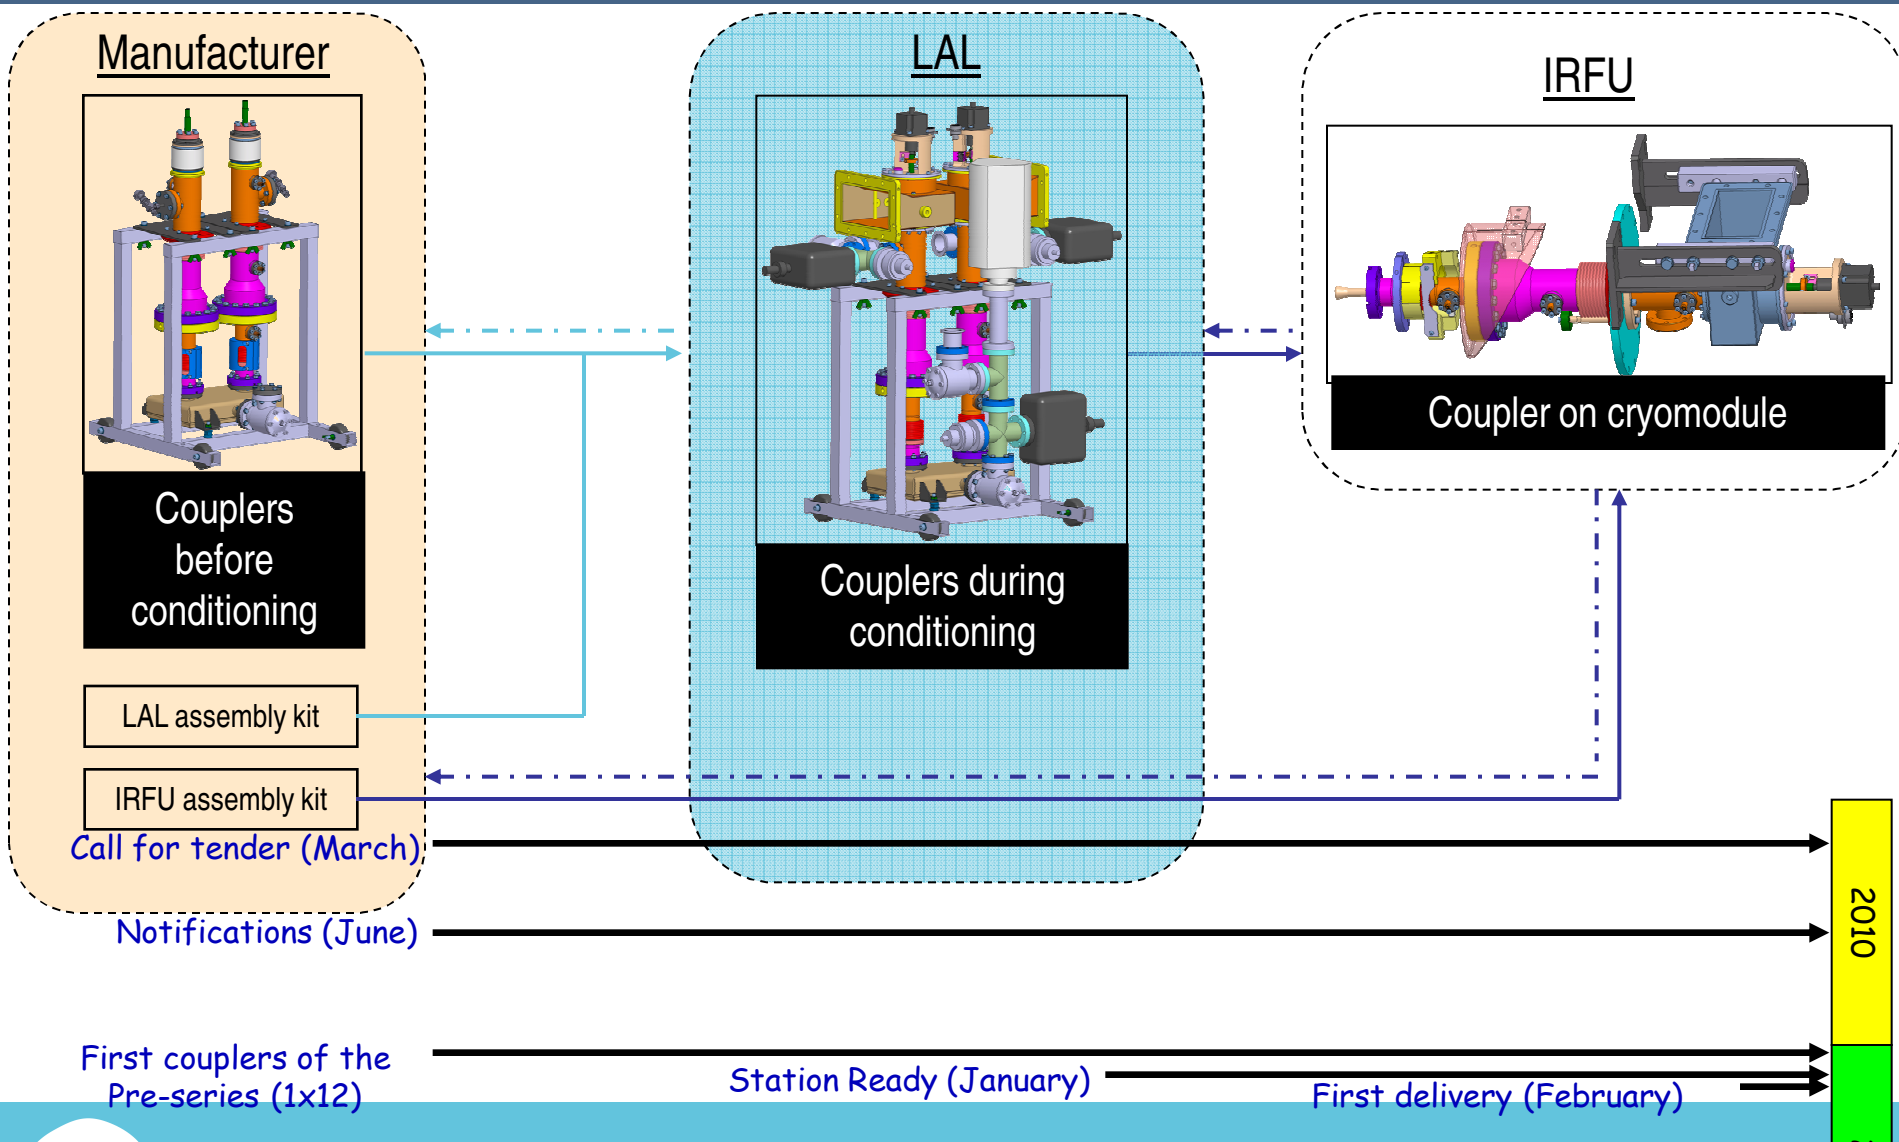 Manufacturer
LAL
IRFU
Coupler on cryomodule
Couplers
before
conditioning
Couplers during
conditioning
LAL assembly kit
IRFU assembly kit
Call for tender (March)
2010
Notifications (June)
First couplers of the
Pre-series (1x12)
Station Ready (January)
First delivery (February)